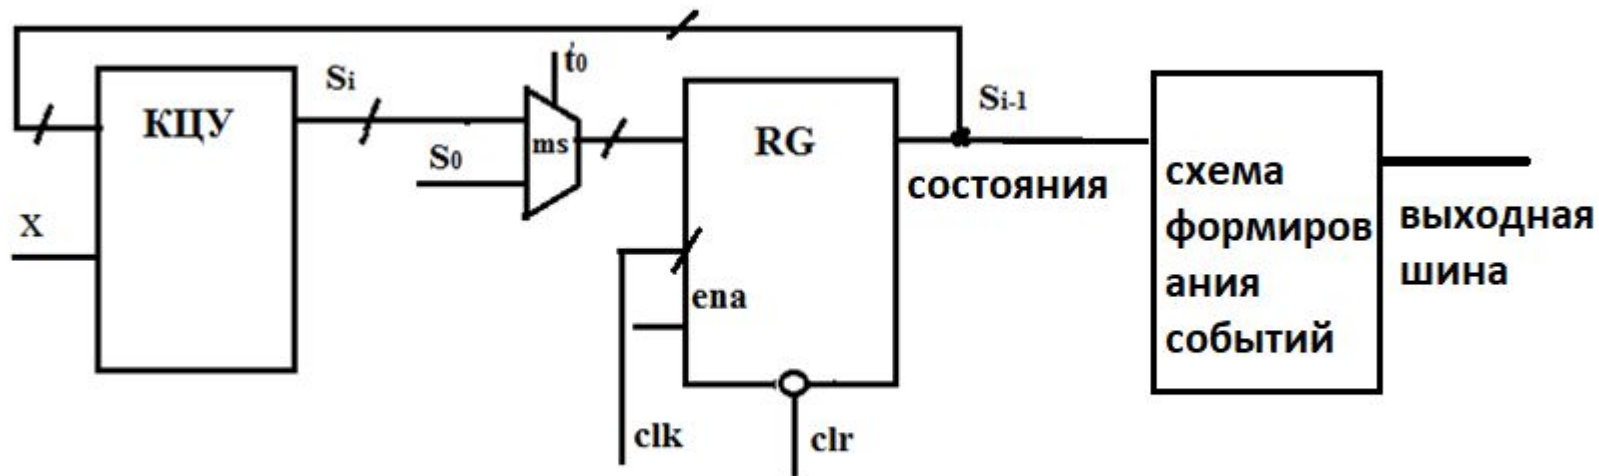 t₀
Sᵢ
Sᵢ₋₁
КЦУ
ms
RG
S₀
состояния
схема
формиров
ания
событий
выходная
шина
X
ena
clk
clr